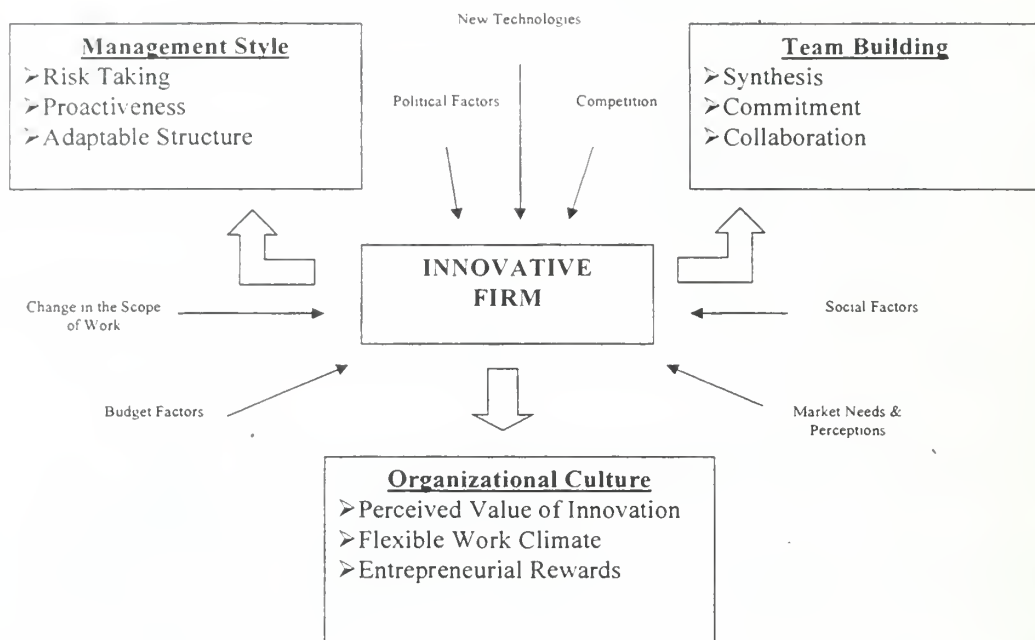 New Technologies
Management Style
➢Risk Taking
➢Proactiveness
➢Adaptable Structure
Political Factors
Competition
Team Building
➢Synthesis
➢Commitment
➢Collaboration
INNOVATIVE
FIRM
Change in the Scope
of Work
Social Factors
Budget Factors
Market Needs &
Perceptions
Organizational Culture
➢Perceived Value of Innovation
➢Flexible Work Climate
➢Entrepreneurial Rewards